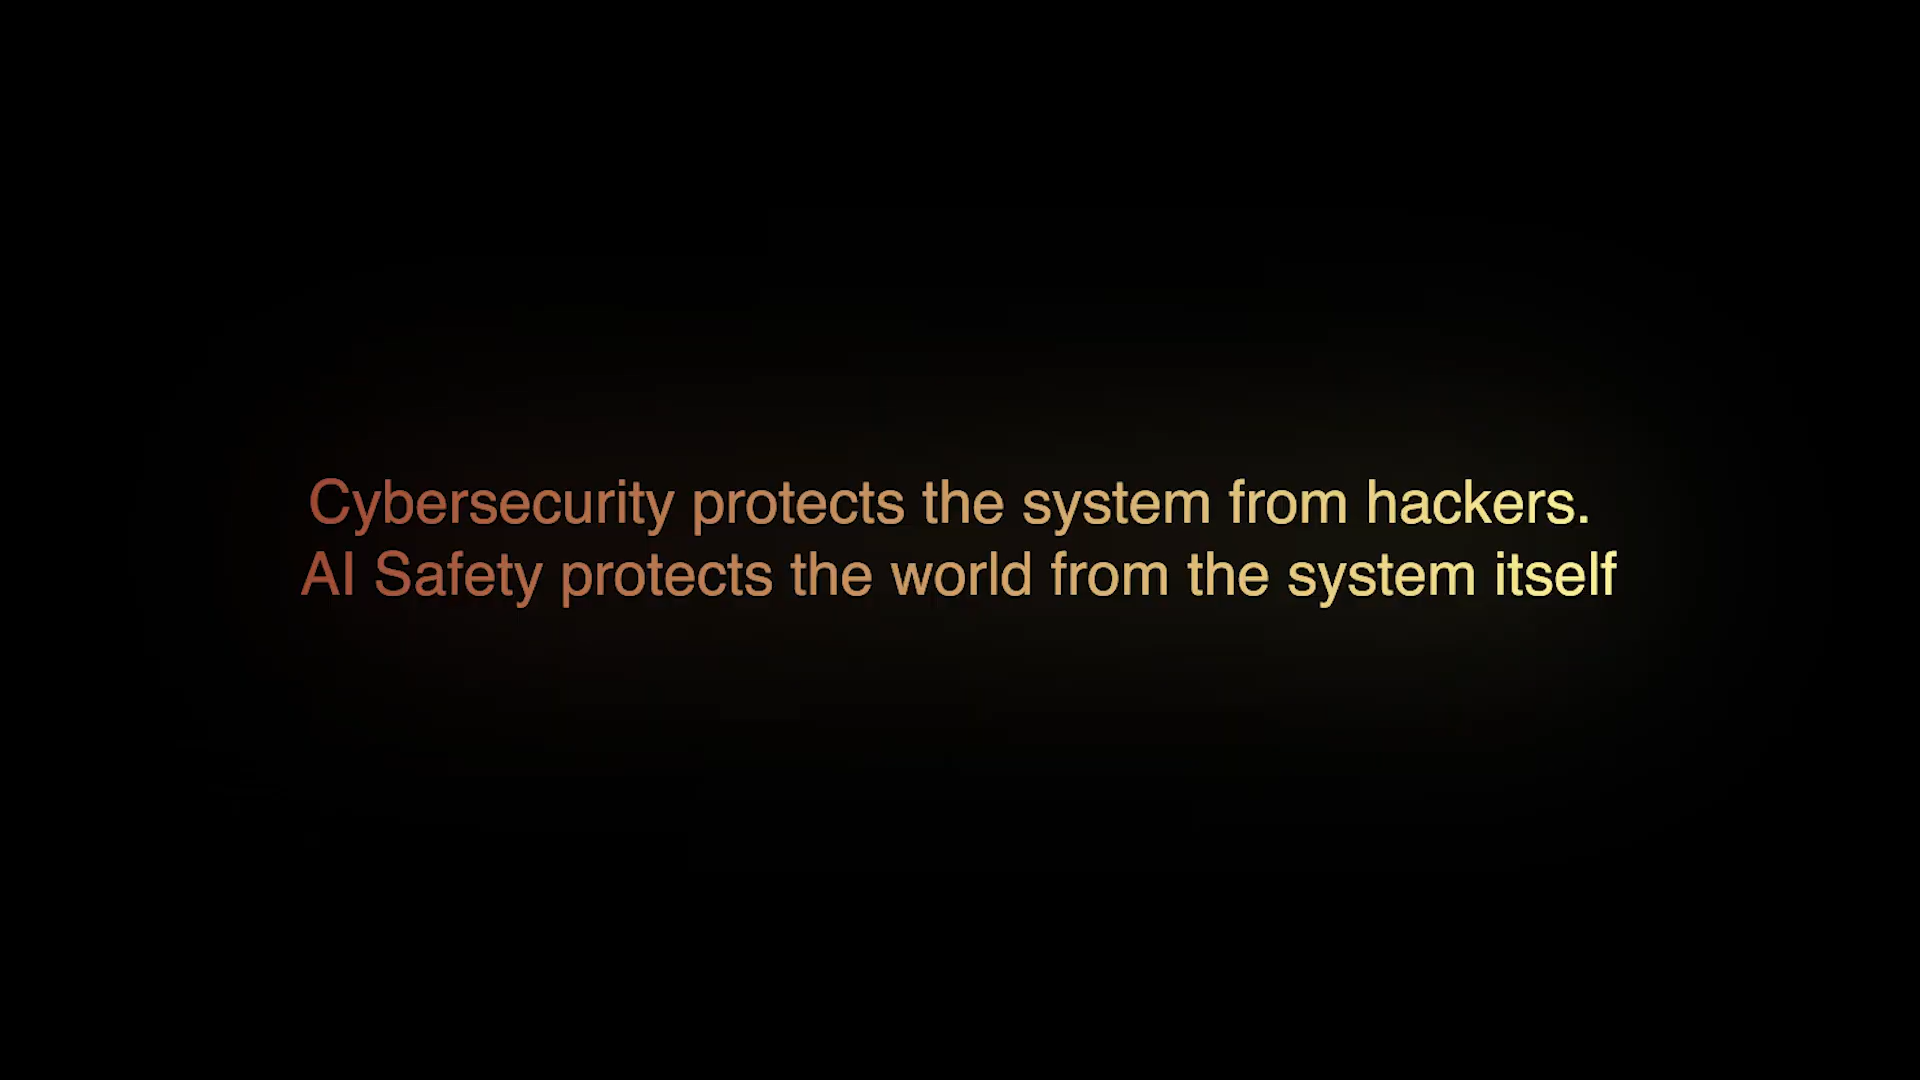 Cybersecurity protects the system from hackers.
AI Safety protects the world from the system itself